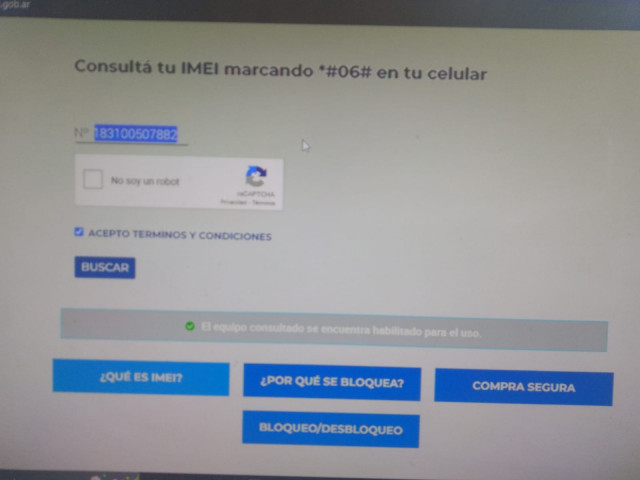 .gob.ar
Consultá tu IMEI marcando *#06# en tu celular
Nº 183100507882
No soy un robot
reCAPTCHA
Privacidad - Términos
ACEPTO TERMINOS Y CONDICIONES
BUSCAR
El equipo consultado se encuentra habilitado para el uso.
¿QUÉ ES IMEI?
¿POR QUÉ SE BLOQUEA?
COMPRA SEGURA
BLOQUEO/DESBLOQUEO